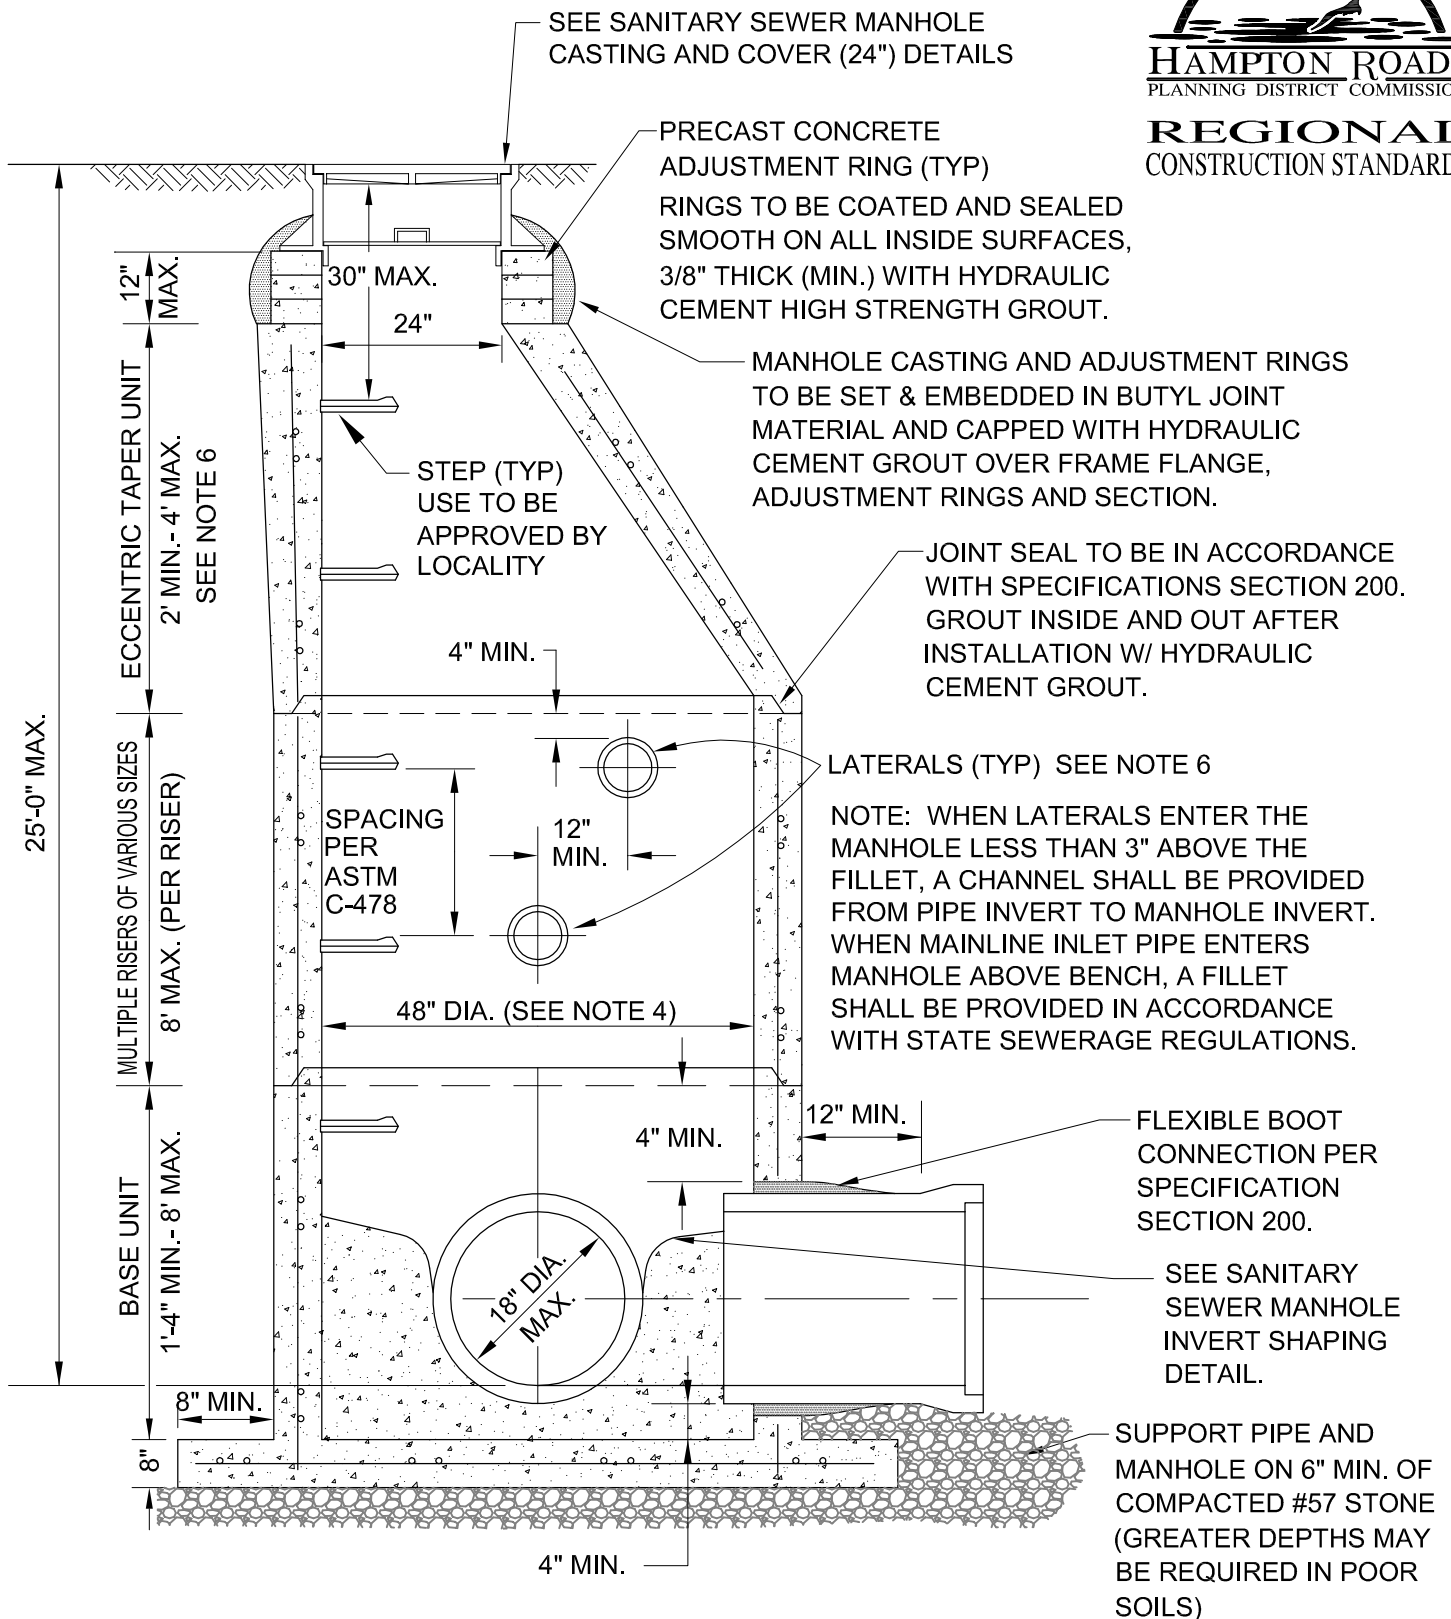 SEE SANITARY SEWER MANHOLE
CASTING AND COVER (24") DETAILS
HAMPTON ROAD
PLANNING DISTRICT COMMISSIO
REGIONAL
CONSTRUCTION STANDARD
PRECAST CONCRETE
ADJUSTMENT RING (TYP)
RINGS TO BE COATED AND SEALED
SMOOTH ON ALL INSIDE SURFACES,
3/8" THICK (MIN.) WITH HYDRAULIC
CEMENT HIGH STRENGTH GROUT.
12"
MAX.
30" MAX.
24"
MANHOLE CASTING AND ADJUSTMENT RINGS
TO BE SET & EMBEDDED IN BUTYL JOINT
MATERIAL AND CAPPED WITH HYDRAULIC
CEMENT GROUT OVER FRAME FLANGE,
ADJUSTMENT RINGS AND SECTION.
ECCENTRIC TAPER UNIT
2' MIN.- 4' MAX.
SEE NOTE 6
STEP (TYP)
USE TO BE
APPROVED BY
LOCALITY
JOINT SEAL TO BE IN ACCORDANCE
WITH SPECIFICATIONS SECTION 200.
GROUT INSIDE AND OUT AFTER
INSTALLATION W/ HYDRAULIC
CEMENT GROUT.
4" MIN.
25'-0" MAX.
MULTIPLE RISERS OF VARIOUS SIZES
8' MAX. (PER RISER)
LATERALS (TYP) SEE NOTE 6
SPACING
PER
ASTM
C-478
12"
MIN.
NOTE: WHEN LATERALS ENTER THE
MANHOLE LESS THAN 3" ABOVE THE
FILLET, A CHANNEL SHALL BE PROVIDED
FROM PIPE INVERT TO MANHOLE INVERT.
WHEN MAINLINE INLET PIPE ENTERS
MANHOLE ABOVE BENCH, A FILLET
SHALL BE PROVIDED IN ACCORDANCE
WITH STATE SEWERAGE REGULATIONS.
48" DIA. (SEE NOTE 4)
BASE UNIT
1'-4" MIN.- 8' MAX.
4" MIN.
12" MIN.
FLEXIBLE BOOT
CONNECTION PER
SPECIFICATION
SECTION 200.
18" DIA.
MAX.
SEE SANITARY
SEWER MANHOLE
INVERT SHAPING
DETAIL.
8" MIN.
8"
SUPPORT PIPE AND
MANHOLE ON 6" MIN. OF
COMPACTED #57 STONE
(GREATER DEPTHS MAY
BE REQUIRED IN POOR
SOILS)
4" MIN.